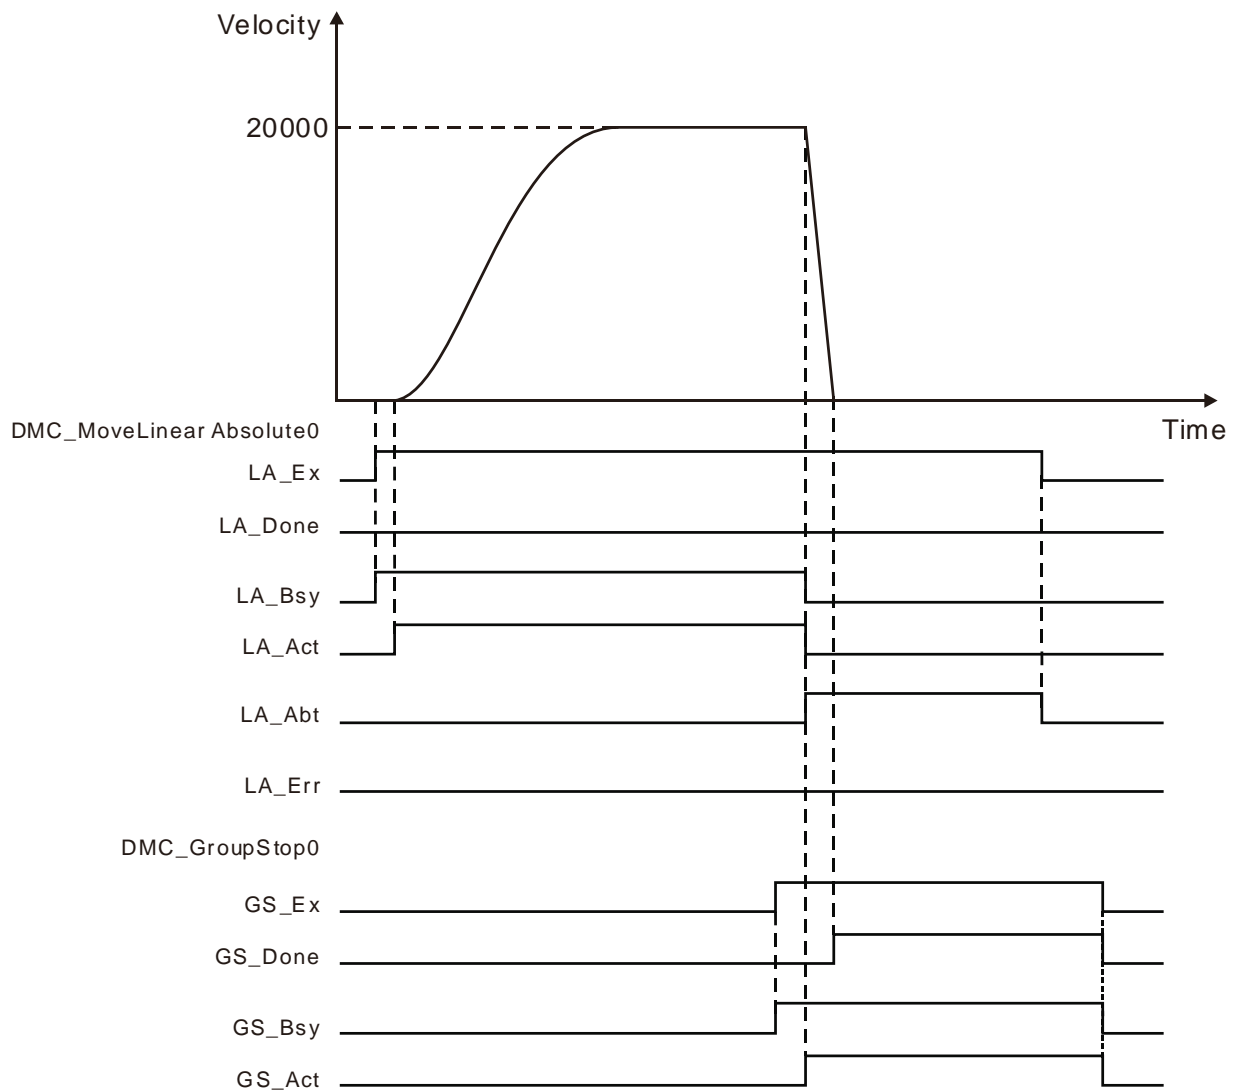 Velocity
20000
Time
DMC_MoveLinear Absolute0
LA_Ex
LA_Done
LA_Bsy
LA_Act
LA_Abt
LA_Err
DMC_GroupStop0
GS_Ex
GS_Done
GS_Bsy
GS_Act